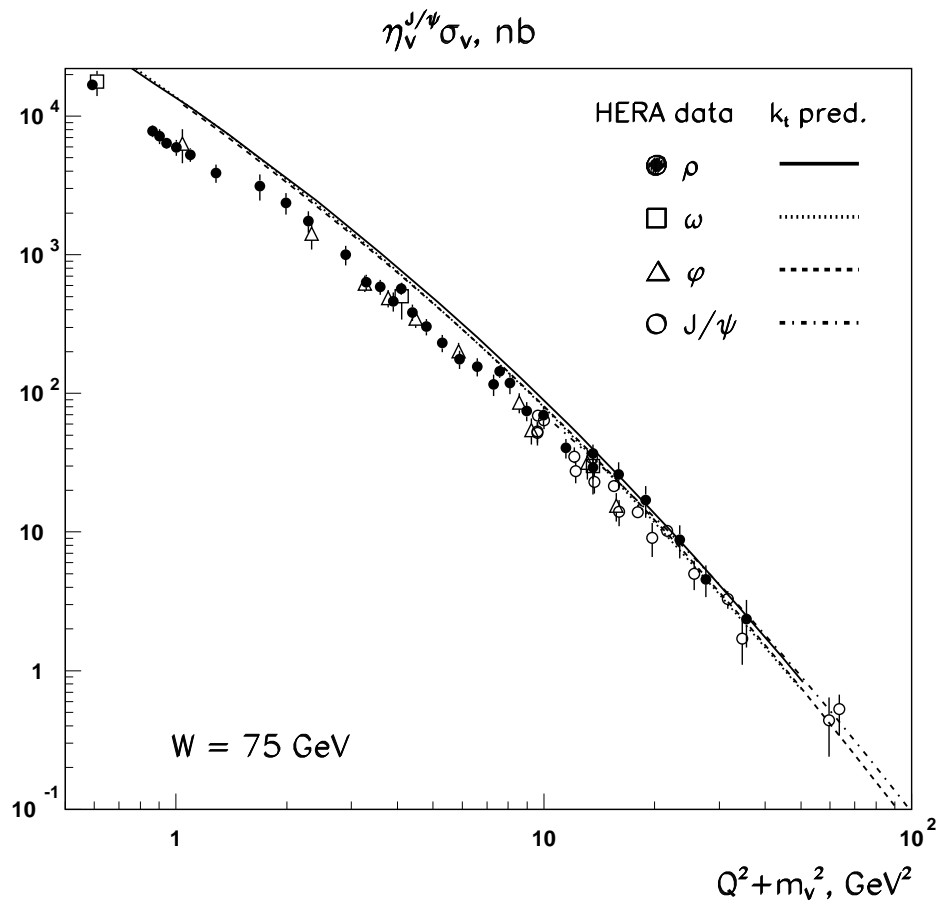 η_v^{J/ψ}σ_v, nb
HERA data k_t pred.
ρ
ω
φ
J/ψ
10^4
10^3
10^2
10
1
10^-1
W = 75 GeV
1 10 10^2
Q^2+m_v^2, GeV^2